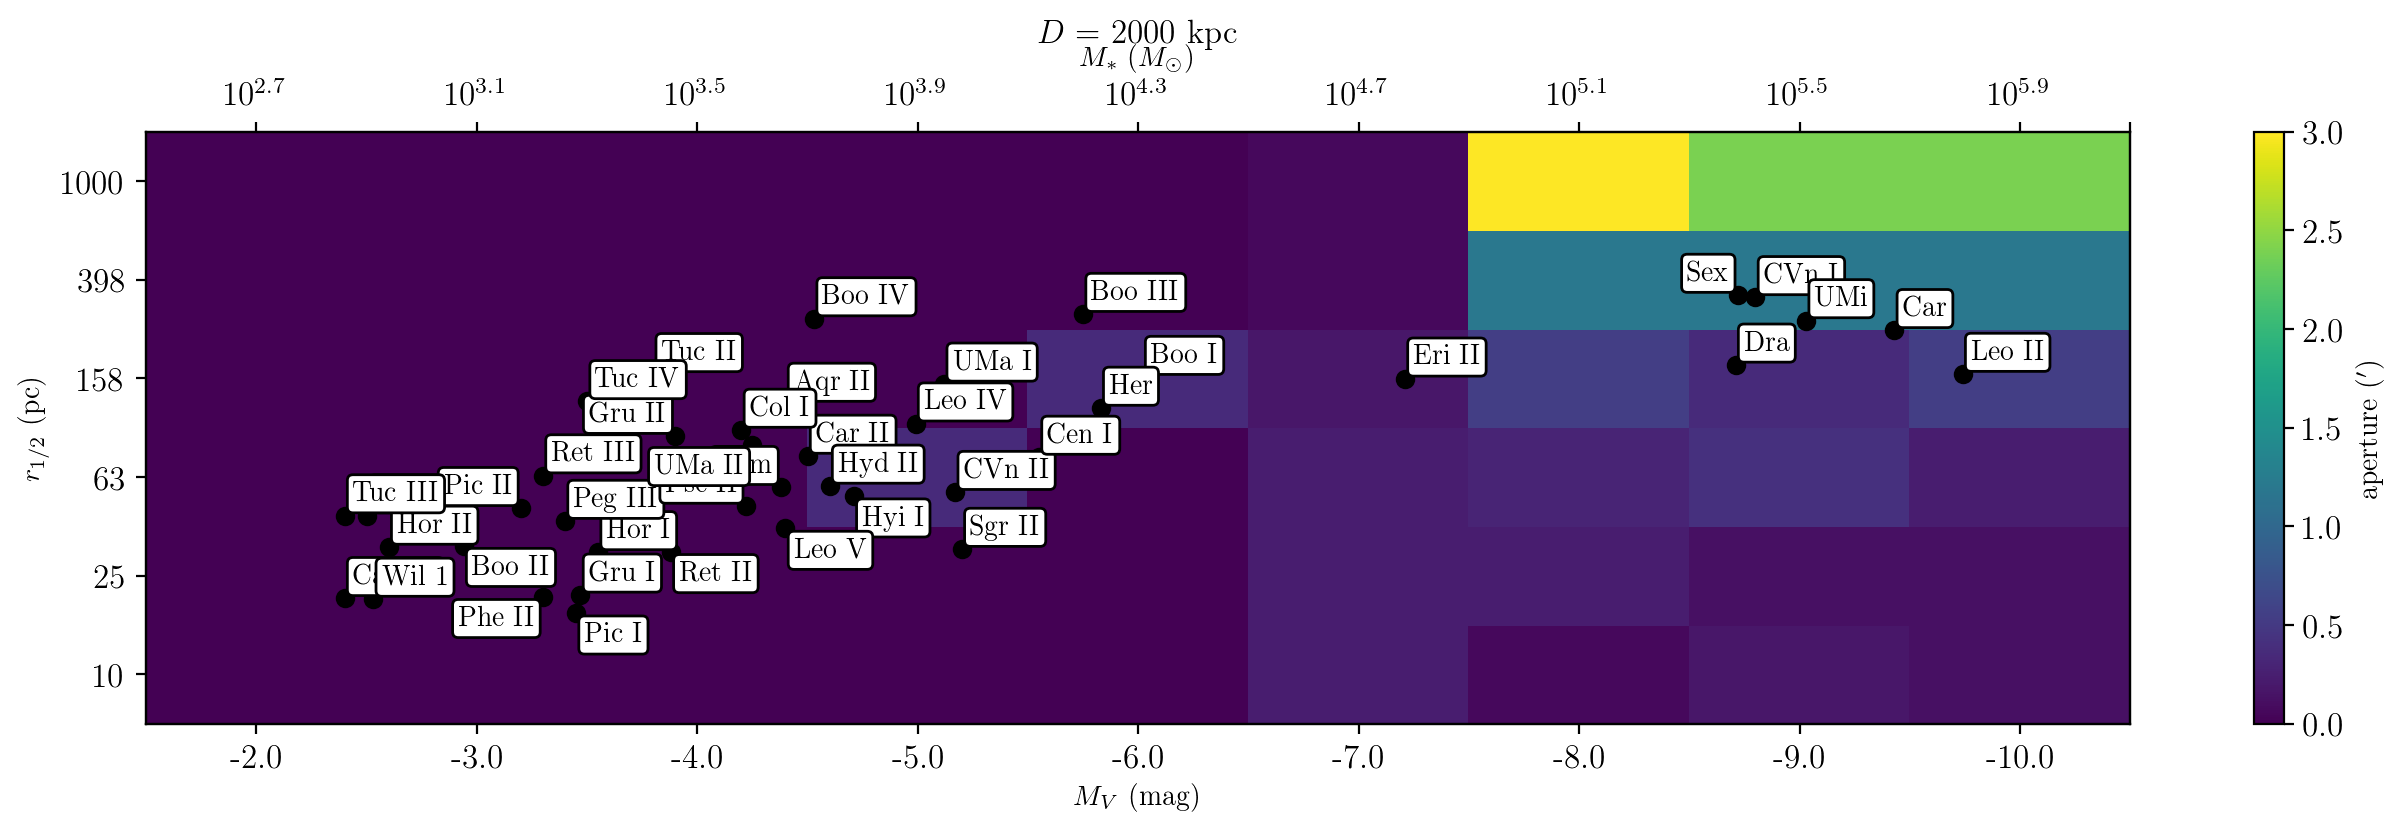 D = 2000 kpc
M* (M⊙)
10^2.7 10^3.1 10^3.5 10^3.9 10^4.3 10^4.7 10^5.1 10^5.5 10^5.9
1000
398
158
63
25
10
r1/2 (pc)
Boo IV
Boo III
Sex
CVn I
UMi
Car
Tuc II
Tuc IV
Aqr II
UMa I
Boo I
Eri II
Dra
Leo II
Gru II
Col I
Leo IV
Her
Ret III
Car II
Cen I
UMa II
Hyd II
CVn II
Tuc III
Pic II
Peg III
Hor II
Hor I
Hyi I
Sgr II
Leo V
Wil 1
Boo II
Gru I
Ret II
Phe II
Pic I
-2.0 -3.0 -4.0 -5.0 -6.0 -7.0 -8.0 -9.0 -10.0
MV (mag)
3.0
2.5
2.0
1.5
1.0
0.5
0.0
aperture (′)